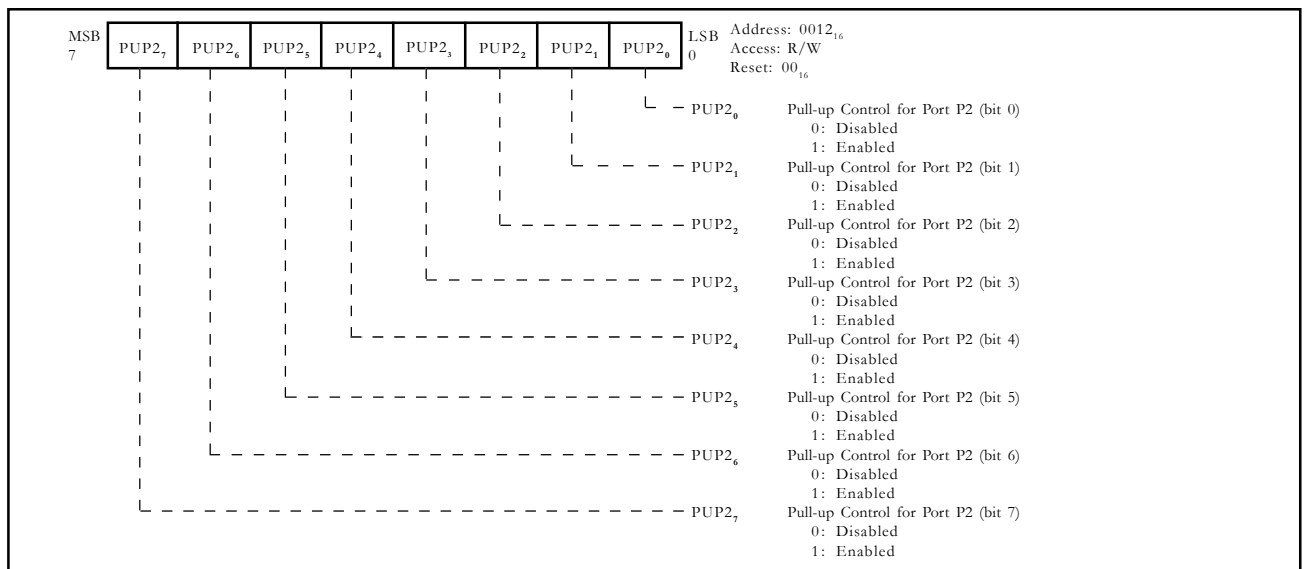 MSB PUP2₇ PUP2₆ PUP2₅ PUP2₄ PUP2₃ PUP2₂ PUP2₁ PUP2₀ LSB Address: 0012₁₆
7 0 Access: R/W
Reset: 00₁₆
PUP2₀ Pull-up Control for Port P2 (bit 0)
0: Disabled
1: Enabled
PUP2₁ Pull-up Control for Port P2 (bit 1)
0: Disabled
1: Enabled
PUP2₂ Pull-up Control for Port P2 (bit 2)
0: Disabled
1: Enabled
PUP2₃ Pull-up Control for Port P2 (bit 3)
0: Disabled
1: Enabled
PUP2₄ Pull-up Control for Port P2 (bit 4)
0: Disabled
1: Enabled
PUP2₅ Pull-up Control for Port P2 (bit 5)
0: Disabled
1: Enabled
PUP2₆ Pull-up Control for Port P2 (bit 6)
0: Disabled
1: Enabled
PUP2₇ Pull-up Control for Port P2 (bit 7)
0: Disabled
1: Enabled